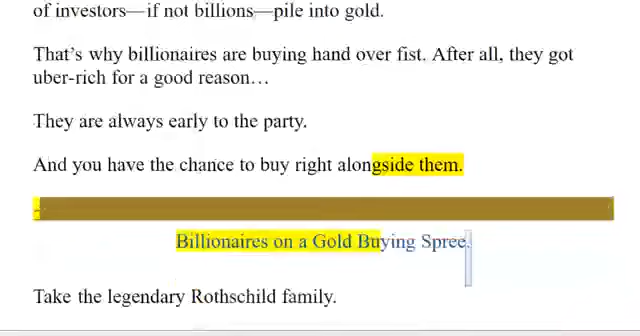 of investors—if not billions—pile into gold.
That’s why billionaires are buying hand over fist. After all, they got
uber-rich for a good reason…
They are always early to the party.
And you have the chance to buy right alongside them.
Billionaires on a Gold Buying Spree.
Take the legendary Rothschild family.